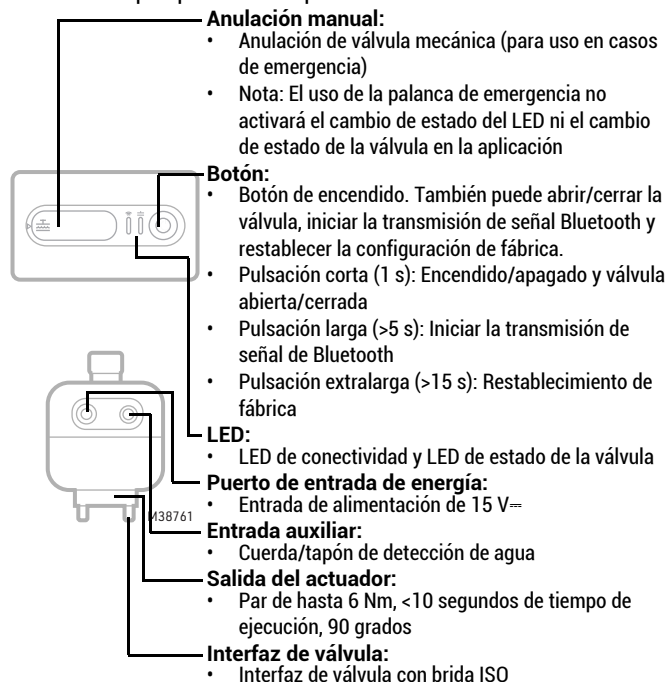 Anulación manual:
• Anulación de válvula mecánica (para uso en casos
de emergencia)
• Nota: El uso de la palanca de emergencia no
activará el cambio de estado del LED ni el cambio
de estado de la válvula en la aplicación
Botón:
• Botón de encendido. También puede abrir/cerrar la
válvula, iniciar la transmisión de señal Bluetooth y
restablecer la configuración de fábrica.
• Pulsación corta (1 s): Encendido/apagado y válvula
abierta/cerrada
• Pulsación larga (>5 s): Iniciar la transmisión de
señal de Bluetooth
• Pulsación extralarga (>15 s): Restablecimiento de
fábrica
LED:
• LED de conectividad y LED de estado de la válvula
Puerto de entrada de energía:
• Entrada de alimentación de 15 V⎓
M38761
Entrada auxiliar:
• Cuerda/tapón de detección de agua
Salida del actuador:
• Par de hasta 6 Nm, <10 segundos de tiempo de
ejecución, 90 grados
Interfaz de válvula:
• Interfaz de válvula con brida ISO